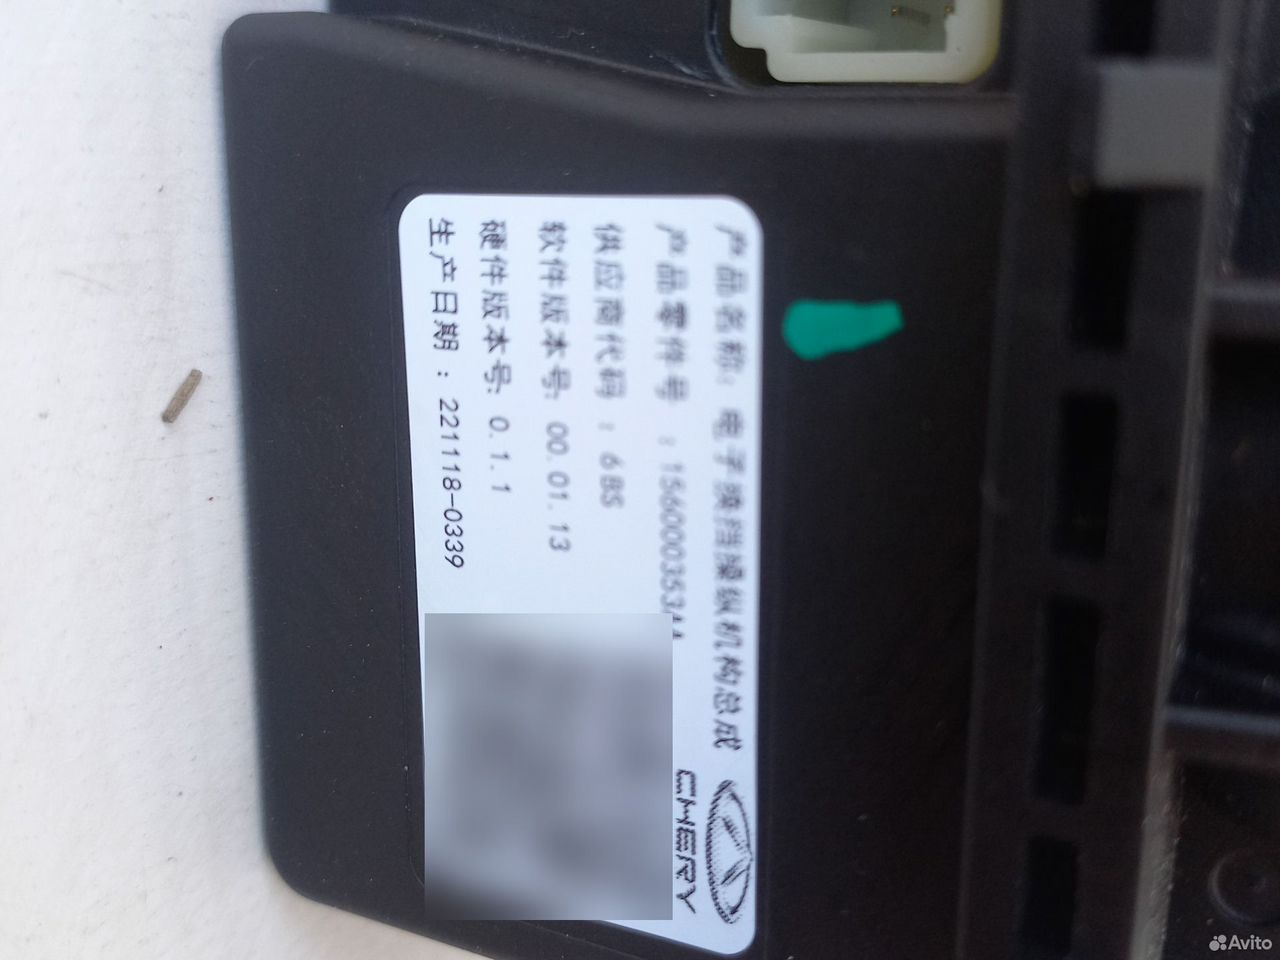 产品名称: 电子换挡操纵机构总成
产品零件号 : 156000353AA
供应商代码 : 6BS
软件版本号: 00.01.13
硬件版本号: 0.1.1
生产日期 : 221118-0339
CHERY
Avito